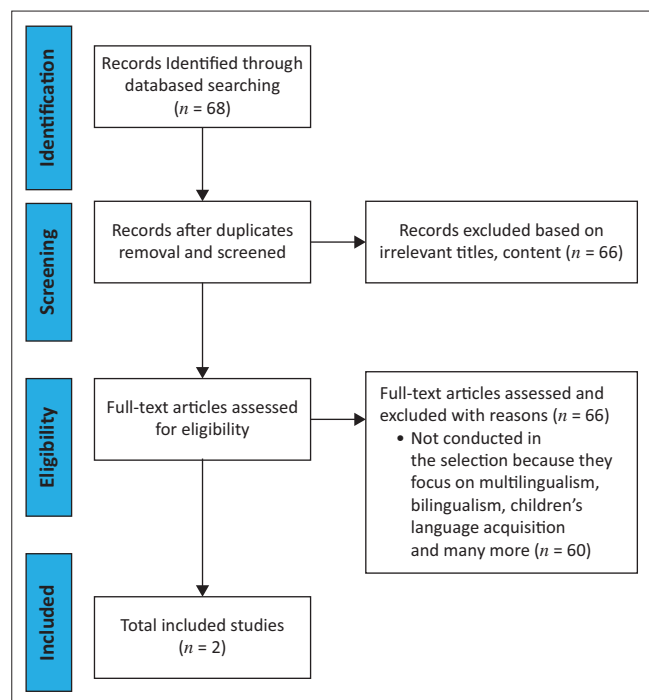 Identification
Records Identified through
databased searching
(n = 68)
Screening
Records after duplicates
removal and screened
Records excluded based on
irrelevant titles, content (n = 66)
Eligibility
Full-text articles assessed
for eligibility
Full-text articles assessed and
excluded with reasons (n = 66)
• Not conducted in
the selection because they
focus on multilingualism,
bilingualism, children’s
language acquisition
and many more (n = 60)
Included
Total included studies
(n = 2)